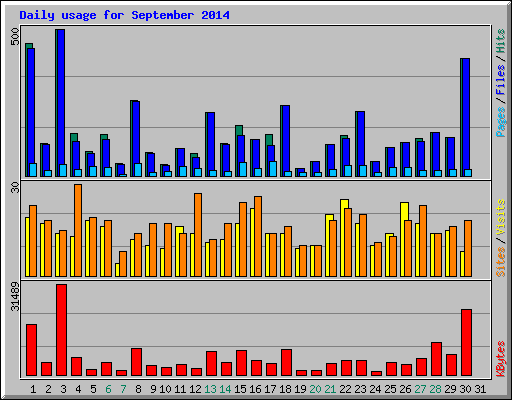 Daily usage for September 2014
500
Pages / Files / Hits
30
Sites / Visits
31489
KBytes
1 2 3 4 5 6 7 8 9 10 11 12 13 14 15 16 17 18 19 20 21 22 23 24 25 26 27 28 29 30 31